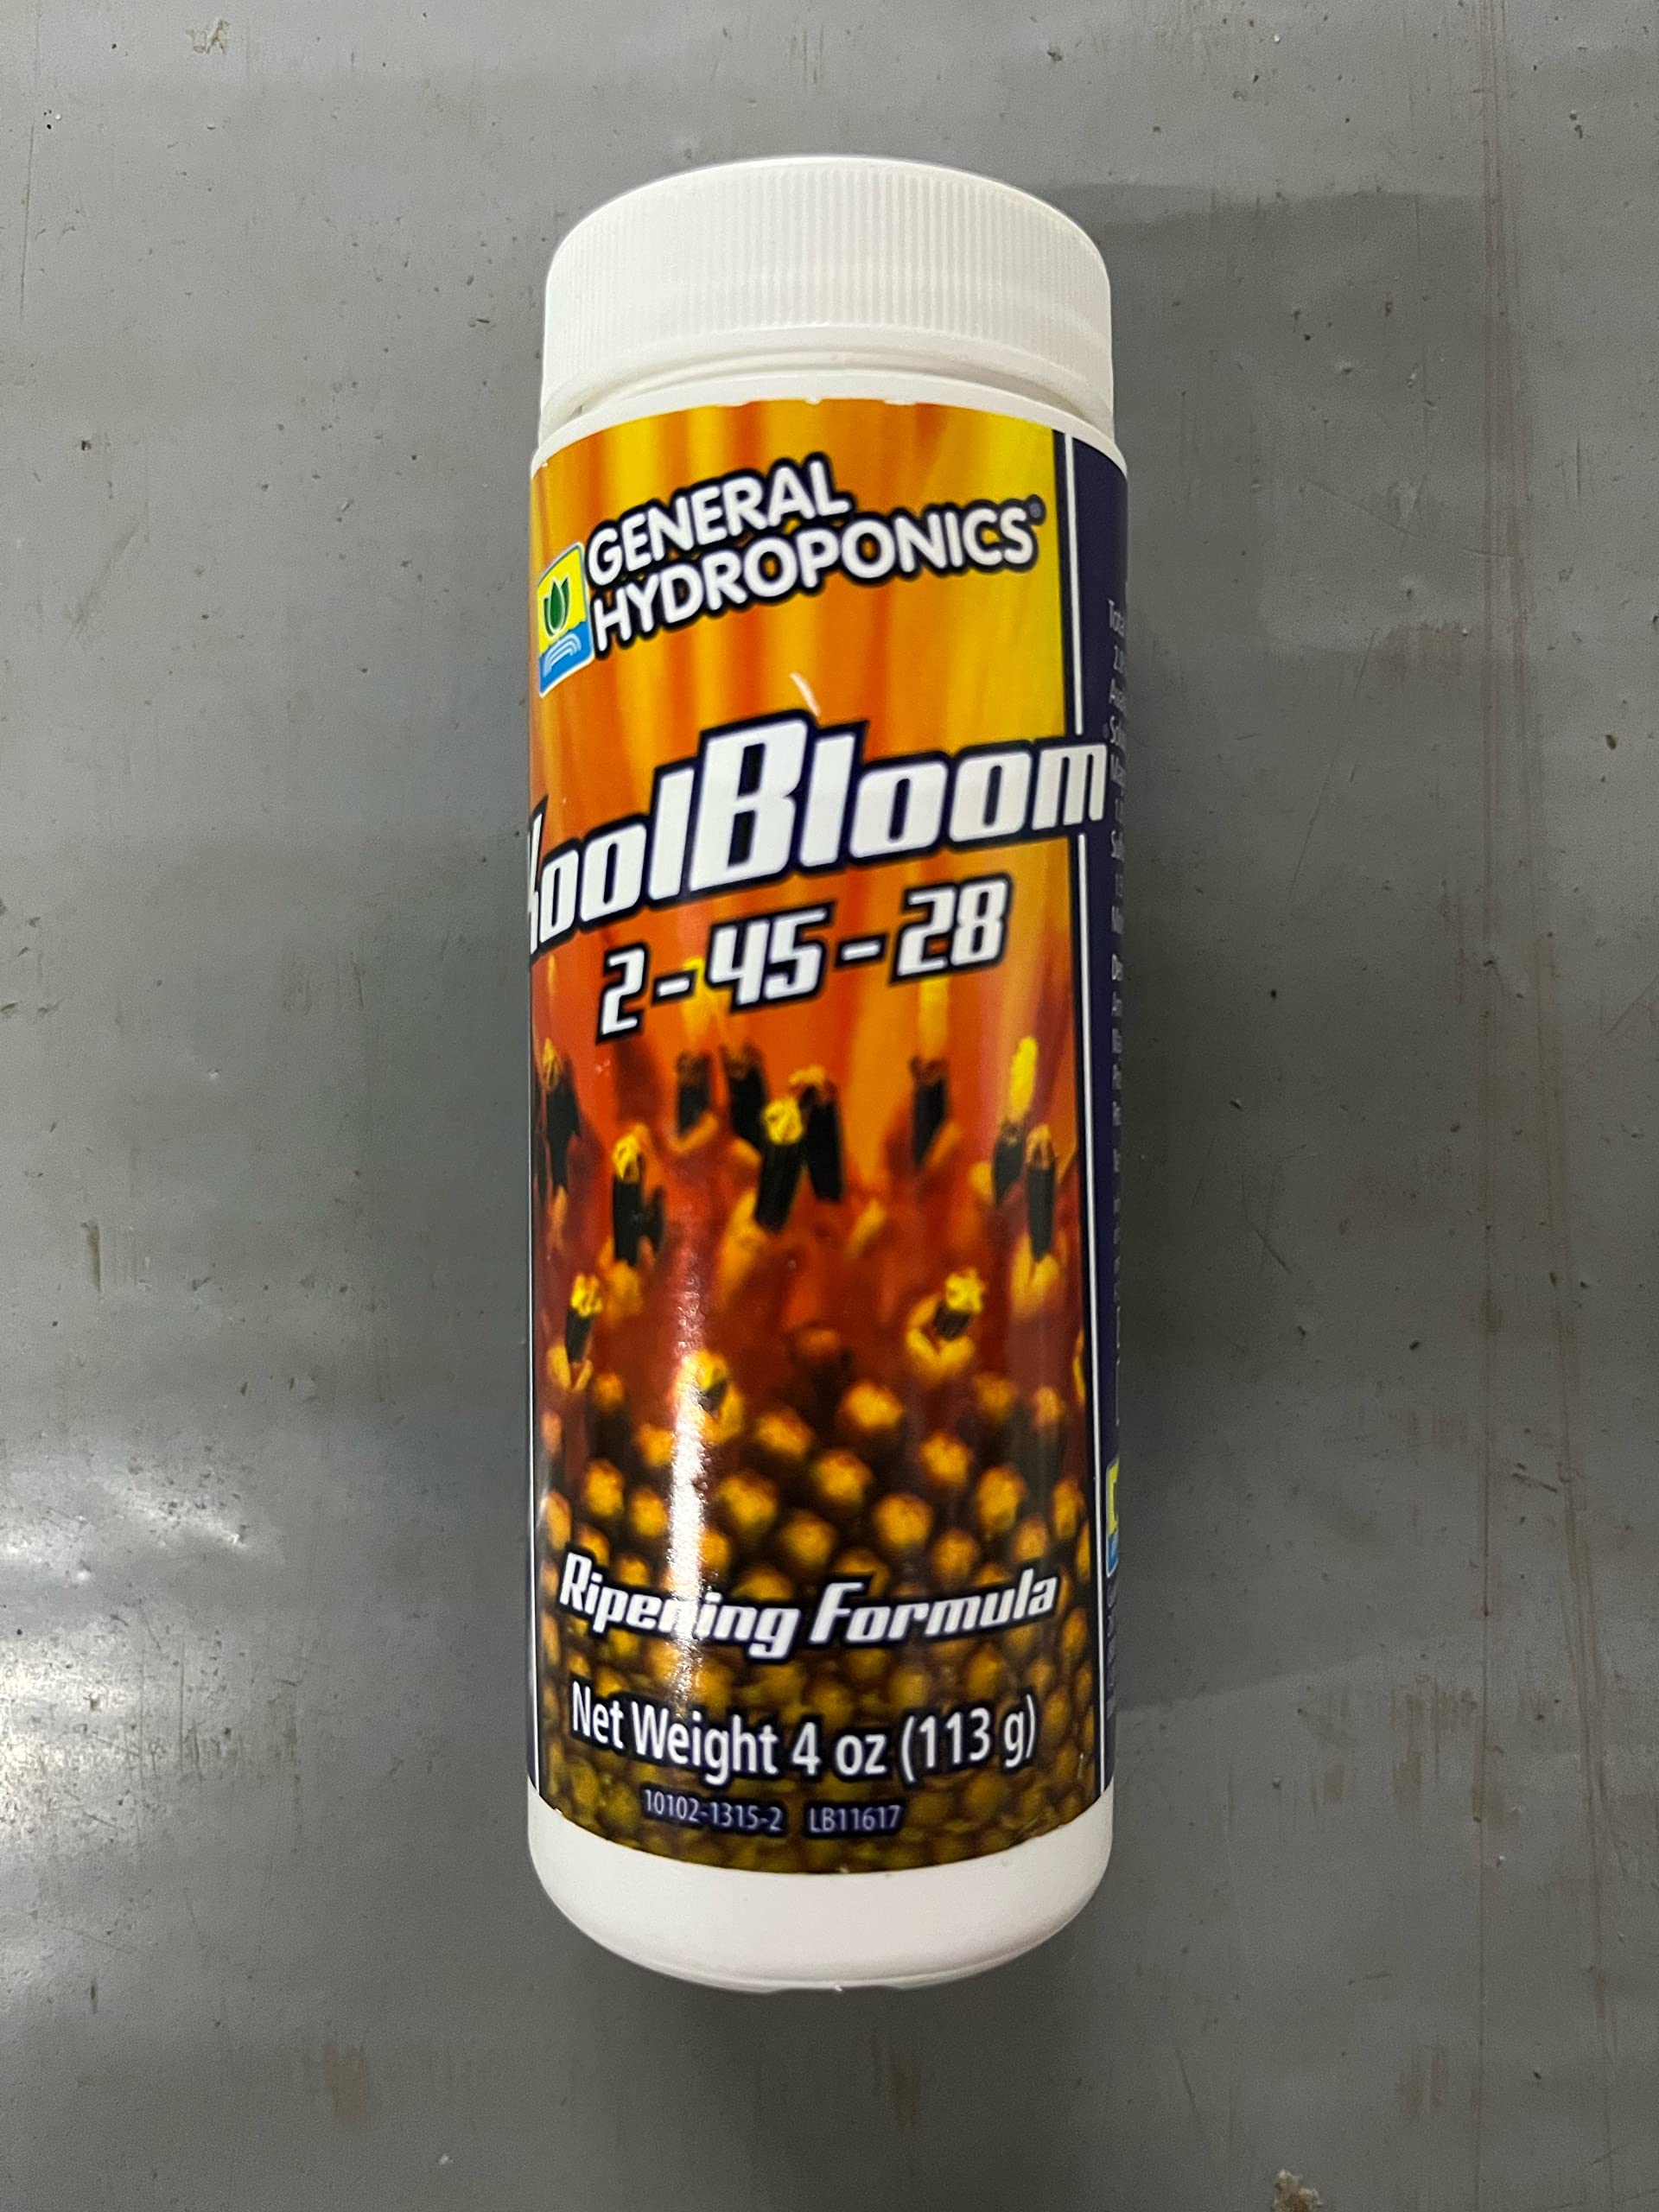 GENERAL
HYDROPONICS®
KoolBloom
2-45-28
Ripening Formula
Net Weight 4 oz (113 g)
10102-1315-2 LB11617